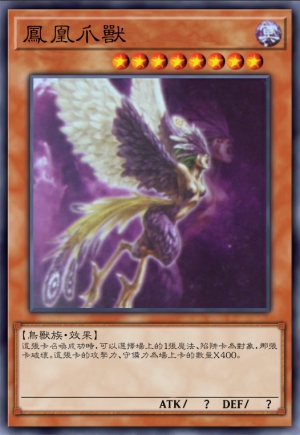 鳳凰爪獸
異
【鳥獸族·效果】
這張卡召喚成功時,可以選擇場上的1張魔法、陷阱卡為對象,那張
卡破壞。這張卡的攻擊力、守備力為場上卡的數量X400。
ATK/ ? DEF/ ?